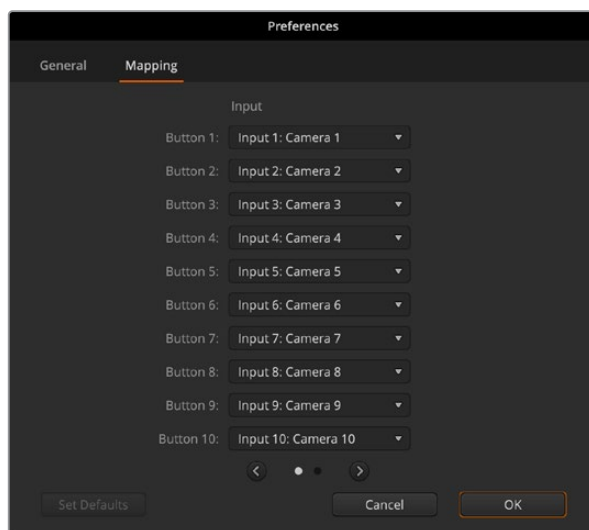 Preferences
General Mapping
Input
Button 1: Input 1: Camera 1
Button 2: Input 2: Camera 2
Button 3: Input 3: Camera 3
Button 4: Input 4: Camera 4
Button 5: Input 5: Camera 5
Button 6: Input 6: Camera 6
Button 7: Input 7: Camera 7
Button 8: Input 8: Camera 8
Button 9: Input 9: Camera 9
Button 10: Input 10: Camera 10
Set Defaults Cancel OK